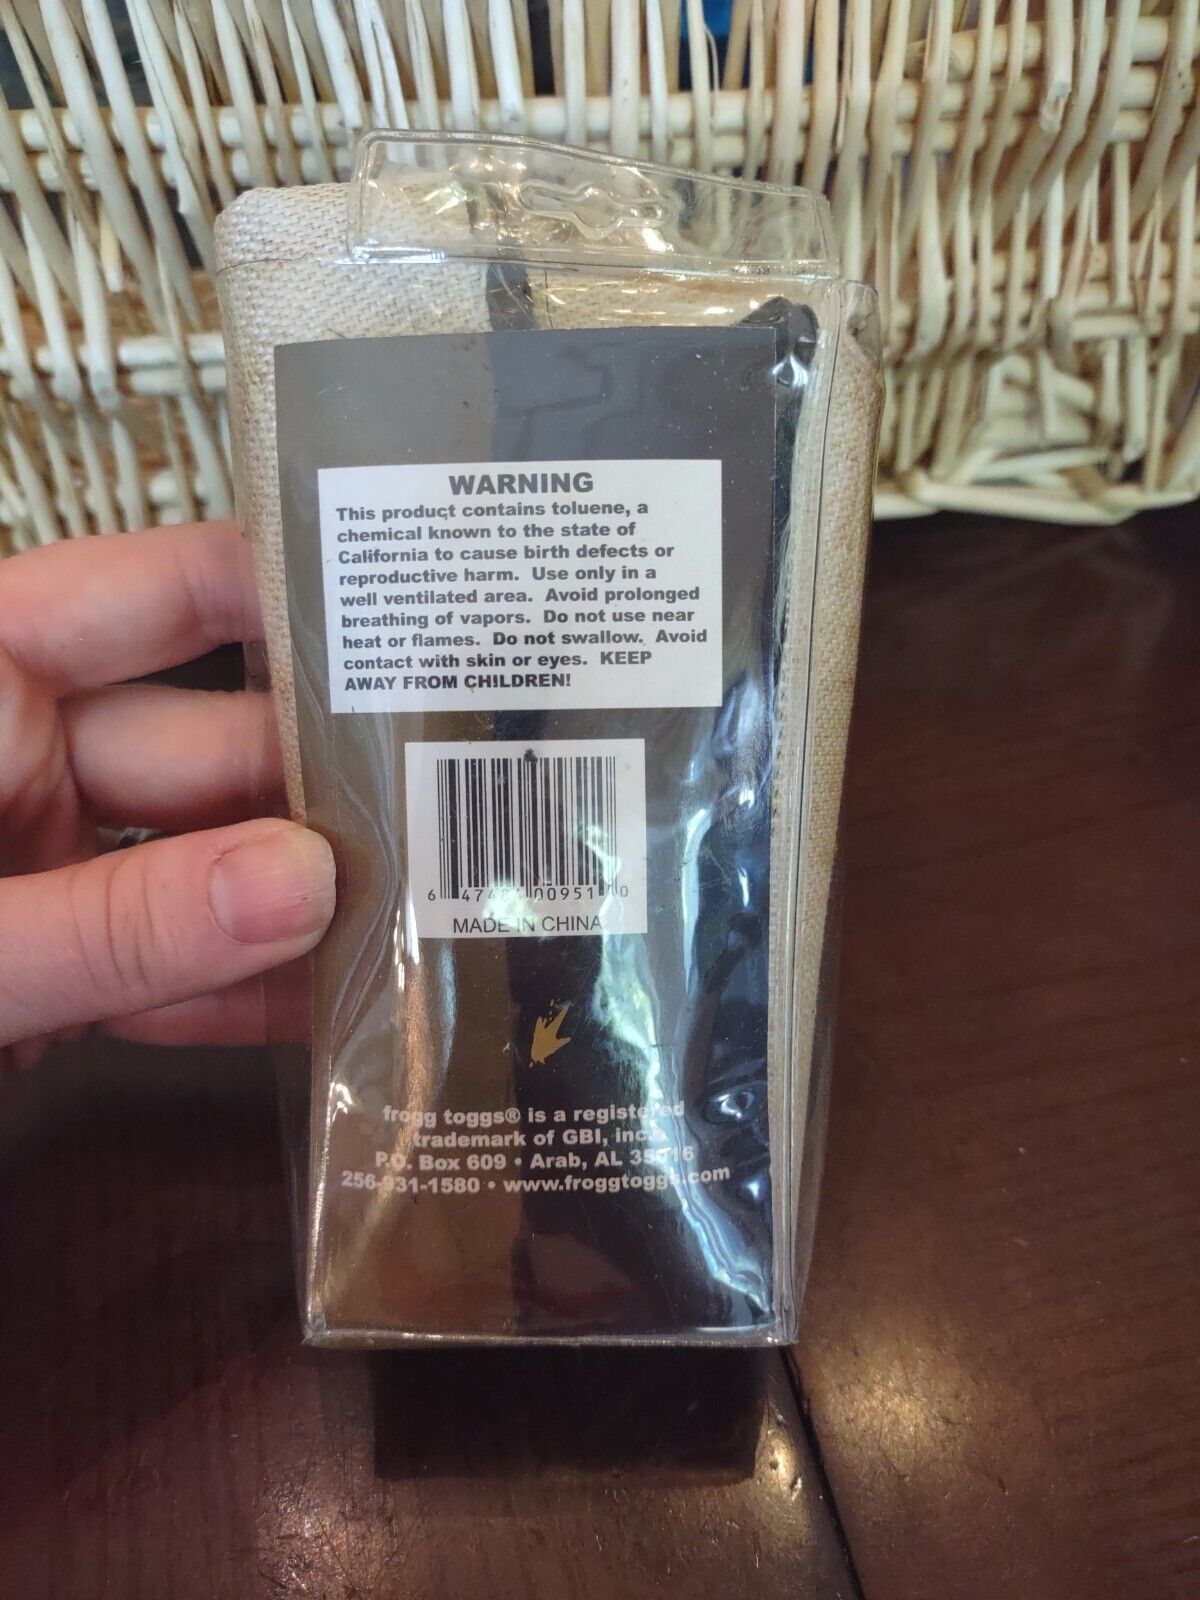 WARNING
This product contains toluene, a
chemical known to the state of
California to cause birth defects or
reproductive harm. Use only in a
well ventilated area. Avoid prolonged
breathing of vapors. Do not use near
heat or flames. Do not swallow. Avoid
contact with skin or eyes. KEEP
AWAY FROM CHILDREN!
6 00951 0
MADE IN CHINA
frogg toggs® is a registered
trademark of GBI, inc.
P.O. Box 609 • Arab, AL
256-931-1580 • www.froggtoggs.com